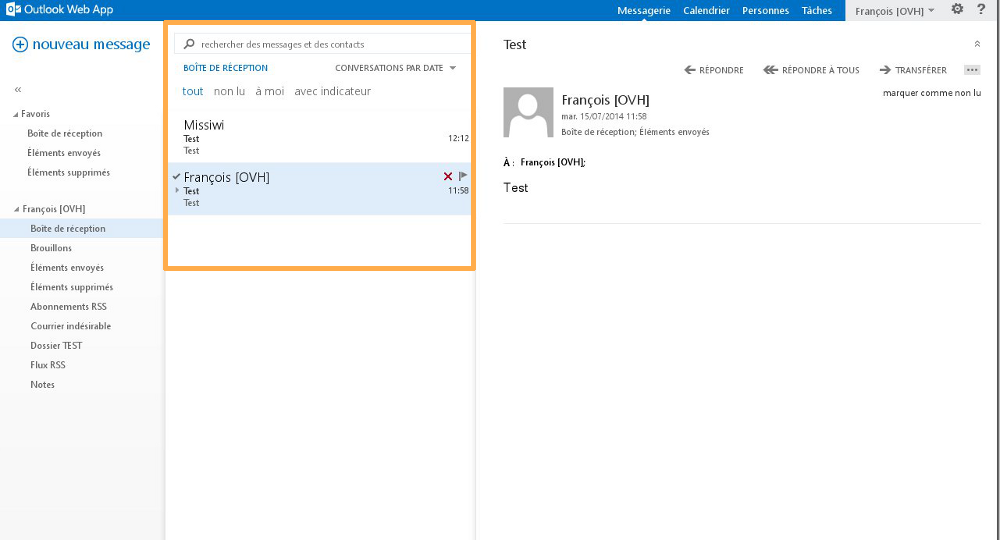 Outlook Web App
Messagerie Calendrier Personnes Tâches François [OVH] ?
nouveau message
«
Favoris
Boîte de réception
Éléments envoyés
Éléments supprimés
François [OVH]
Boîte de réception
Brouillons
Éléments envoyés
Éléments supprimés
Abonnements RSS
Courrier indésirable
Dossier TEST
Flux RSS
Notes
rechercher des messages et des contacts
BOÎTE DE RÉCEPTION CONVERSATIONS PAR DATE
tout non lu à moi avec indicateur
Missiwi
Test 12:12
Test
François [OVH]
Test 11:58
Test
Test
RÉPONDRE RÉPONDRE À TOUS TRANSFÉRER ...
marquer comme non lu
François [OVH]
mar. 15/07/2014 11:58
Boîte de réception; Éléments envoyés
À : François [OVH];
Test